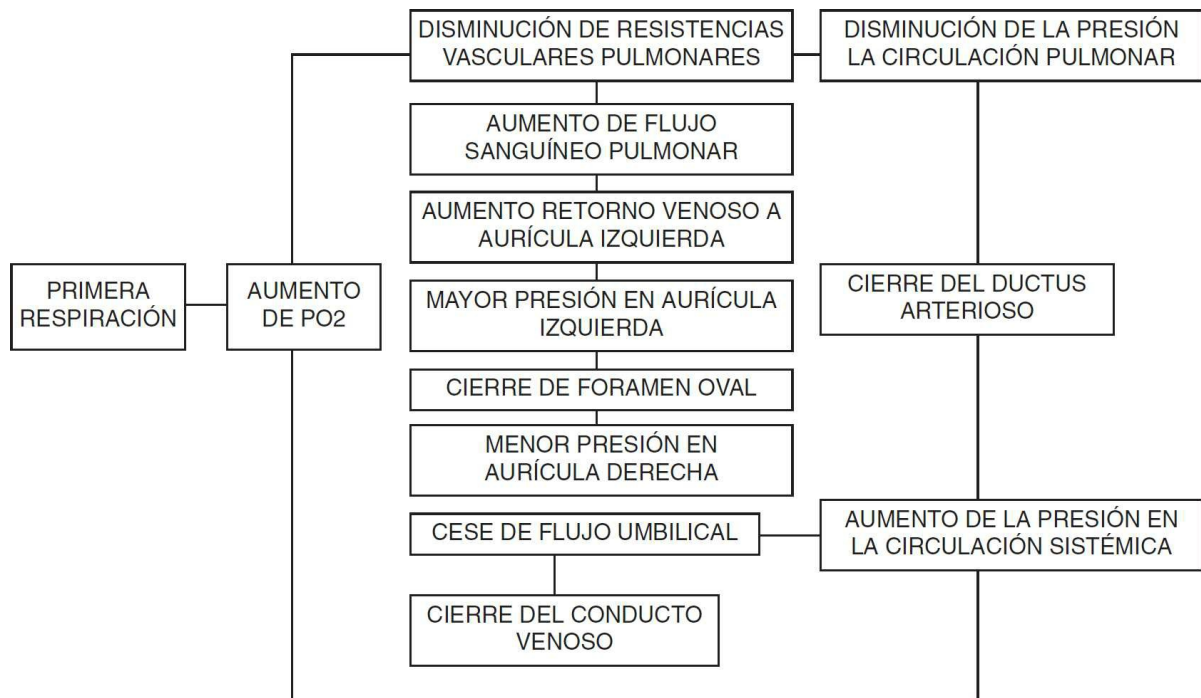 DISMINUCIÓN DE RESISTENCIAS
VASCULARES PULMONARES
DISMINUCIÓN DE LA PRESIÓN
LA CIRCULACIÓN PULMONAR
AUMENTO DE FLUJO
SANGUÍNEO PULMONAR
AUMENTO RETORNO VENOSO A
AURÍCULA IZQUIERDA
PRIMERA
RESPIRACIÓN
AUMENTO
DE PO2
MAYOR PRESIÓN EN AURÍCULA
IZQUIERDA
CIERRE DEL DUCTUS
ARTERIOSO
CIERRE DE FORAMEN OVAL
MENOR PRESIÓN EN
AURÍCULA DERECHA
CESE DE FLUJO UMBILICAL
AUMENTO DE LA PRESIÓN EN
LA CIRCULACIÓN SISTÉMICA
CIERRE DEL CONDUCTO
VENOSO